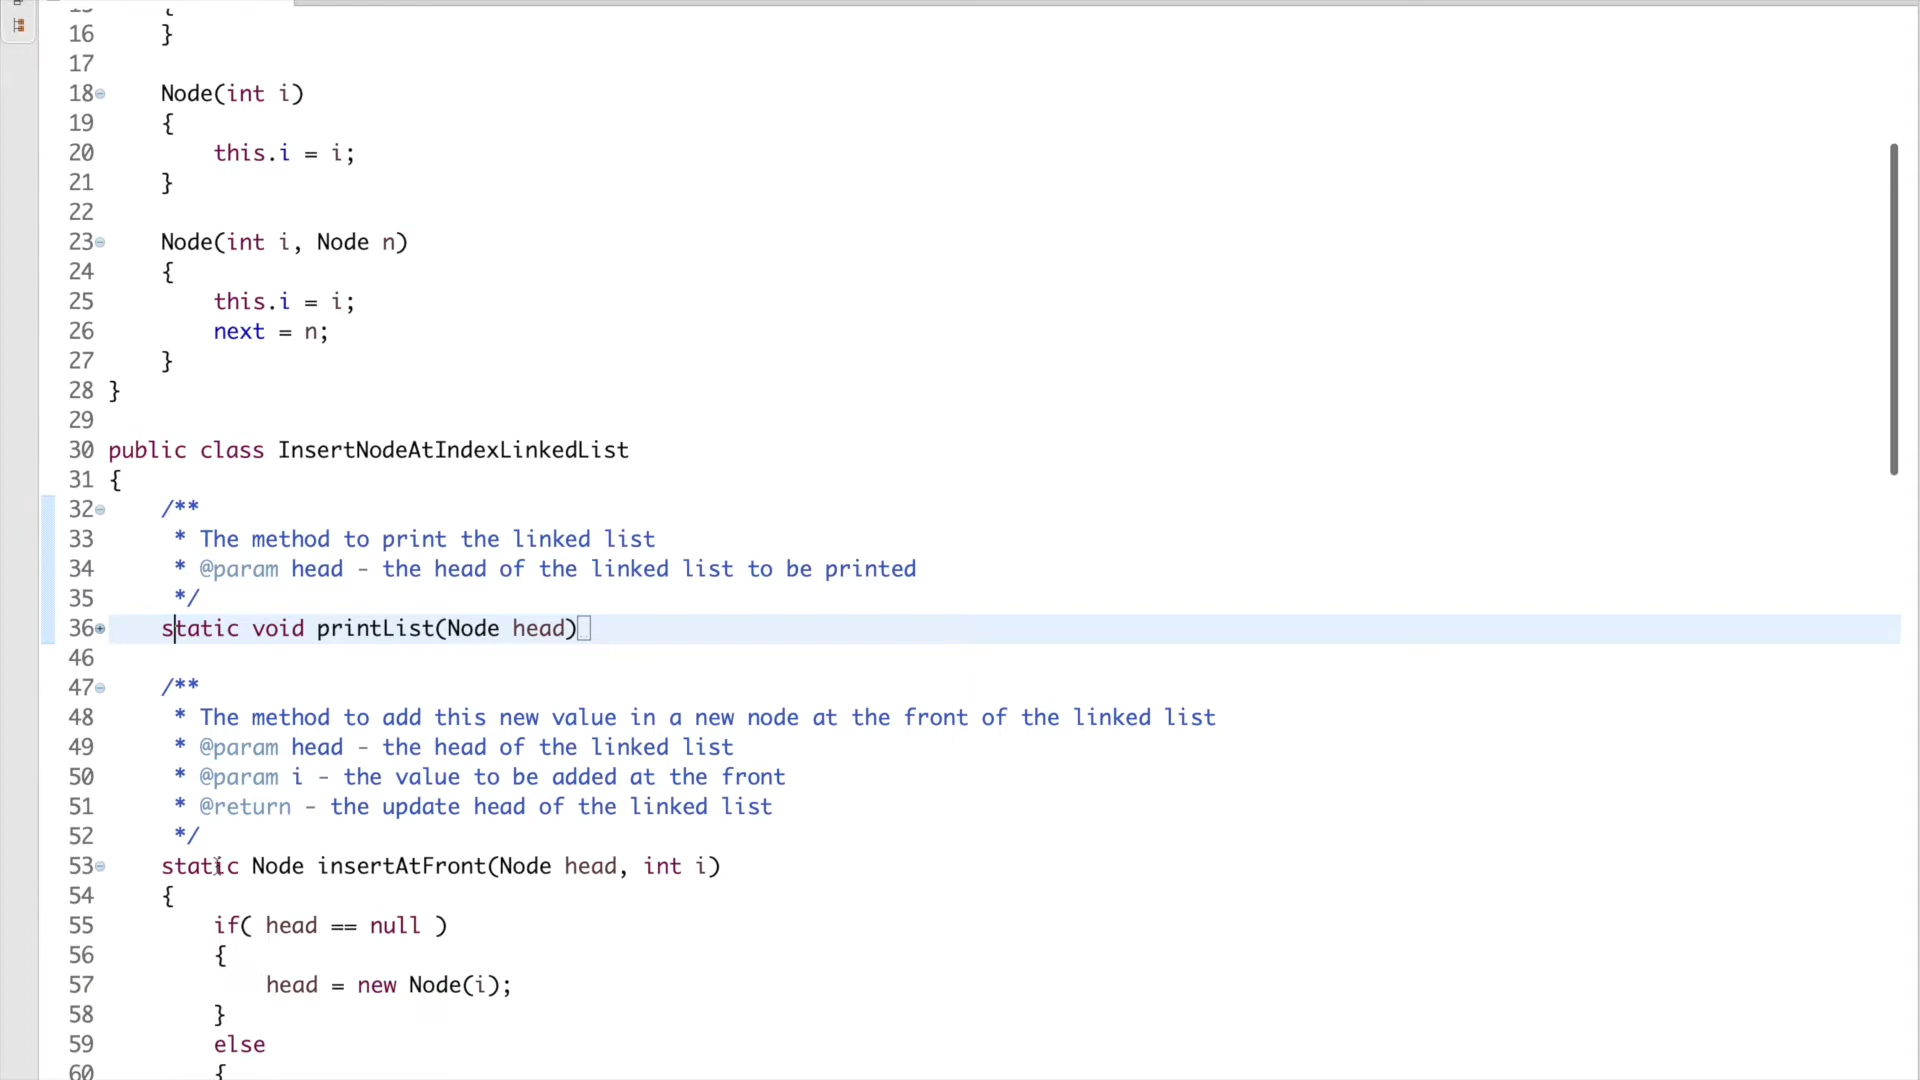 15 {
16 }
17
18 Node(int i)
19 {
20 this.i = i;
21 }
22
23 Node(int i, Node n)
24 {
25 this.i = i;
26 next = n;
27 }
28 }
29
30 public class InsertNodeAtIndexLinkedList
31 {
32 /**
33 * The method to print the linked list
34 * @param head - the head of the linked list to be printed
35 */
36 static void printList(Node head)
46
47 /**
48 * The method to add this new value in a new node at the front of the linked list
49 * @param head - the head of the linked list
50 * @param i - the value to be added at the front
51 * @return - the update head of the linked list
52 */
53 static Node insertAtFront(Node head, int i)
54 {
55 if( head == null )
56 {
57 head = new Node(i);
58 }
59 else
60 {